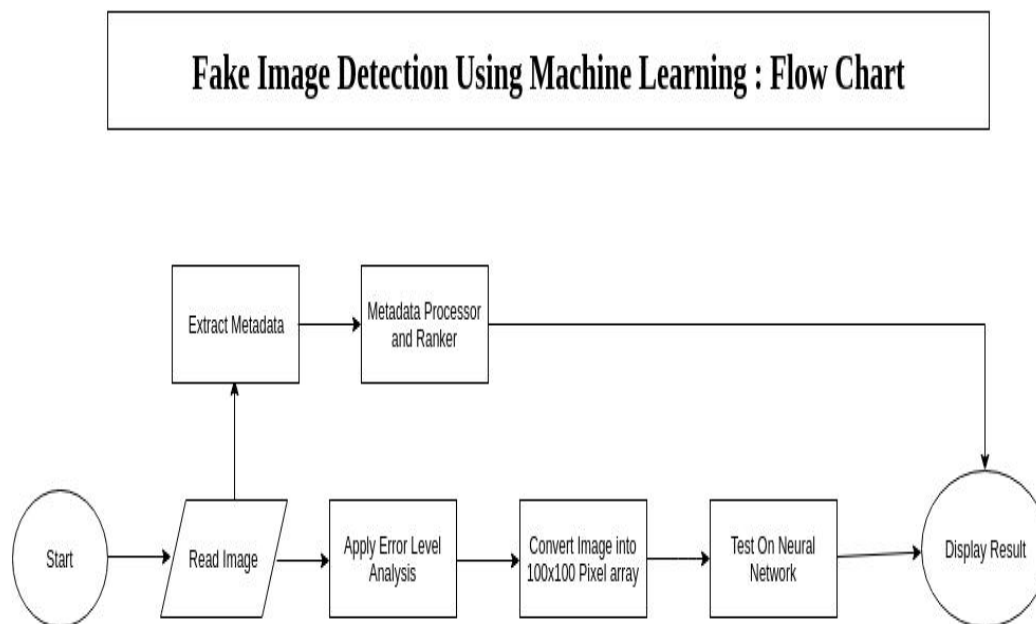 Fake Image Detection Using Machine Learning : Flow Chart
Extract Metadata
Metadata Processor
and Ranker
Start
Read Image
Apply Error Level
Analysis
Convert Image into
100x100 Pixel array
Test On Neural
Network
Display Result